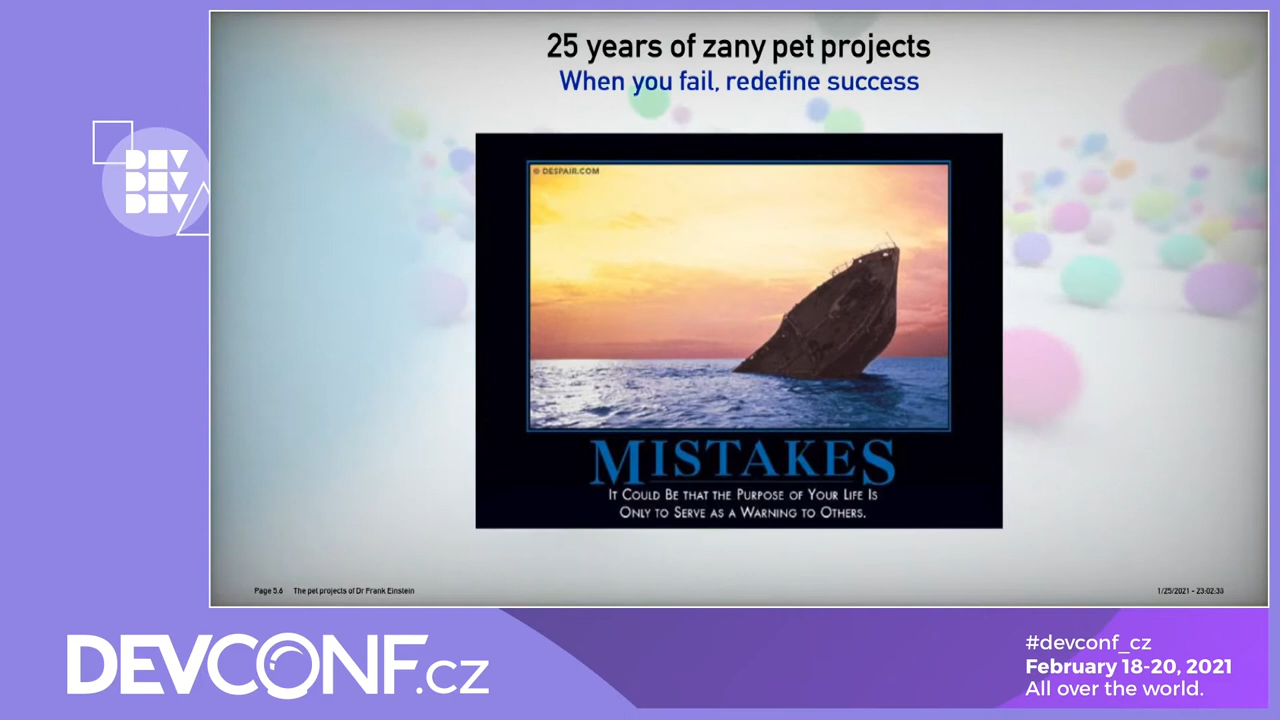 25 years of zany pet projects
When you fail, redefine success
© DESPAIR.COM
DEV
DEV
DEV
MISTAKES
IT COULD BE THAT THE PURPOSE OF YOUR LIFE IS
ONLY TO SERVE AS A WARNING TO OTHERS.
Page 5.6 The pet projects of Dr Frank Einstein
1/25/2021 - 23:02:33
DEVCONF.CZ
#devconf_cz
February 18-20, 2021
All over the world.